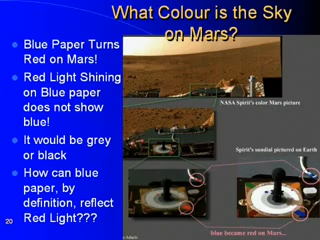 What Colour is the Sky
on Mars?
Blue Paper Turns
Red on Mars!
Red Light Shining
on Blue paper
does not show
blue!
It would be grey
or black
How can blue
paper, by
definition, reflect
Red Light???
20
NASA Spirit's color Mars picture
Spirit's sundial pictured on Earth
blue became red on Mars...